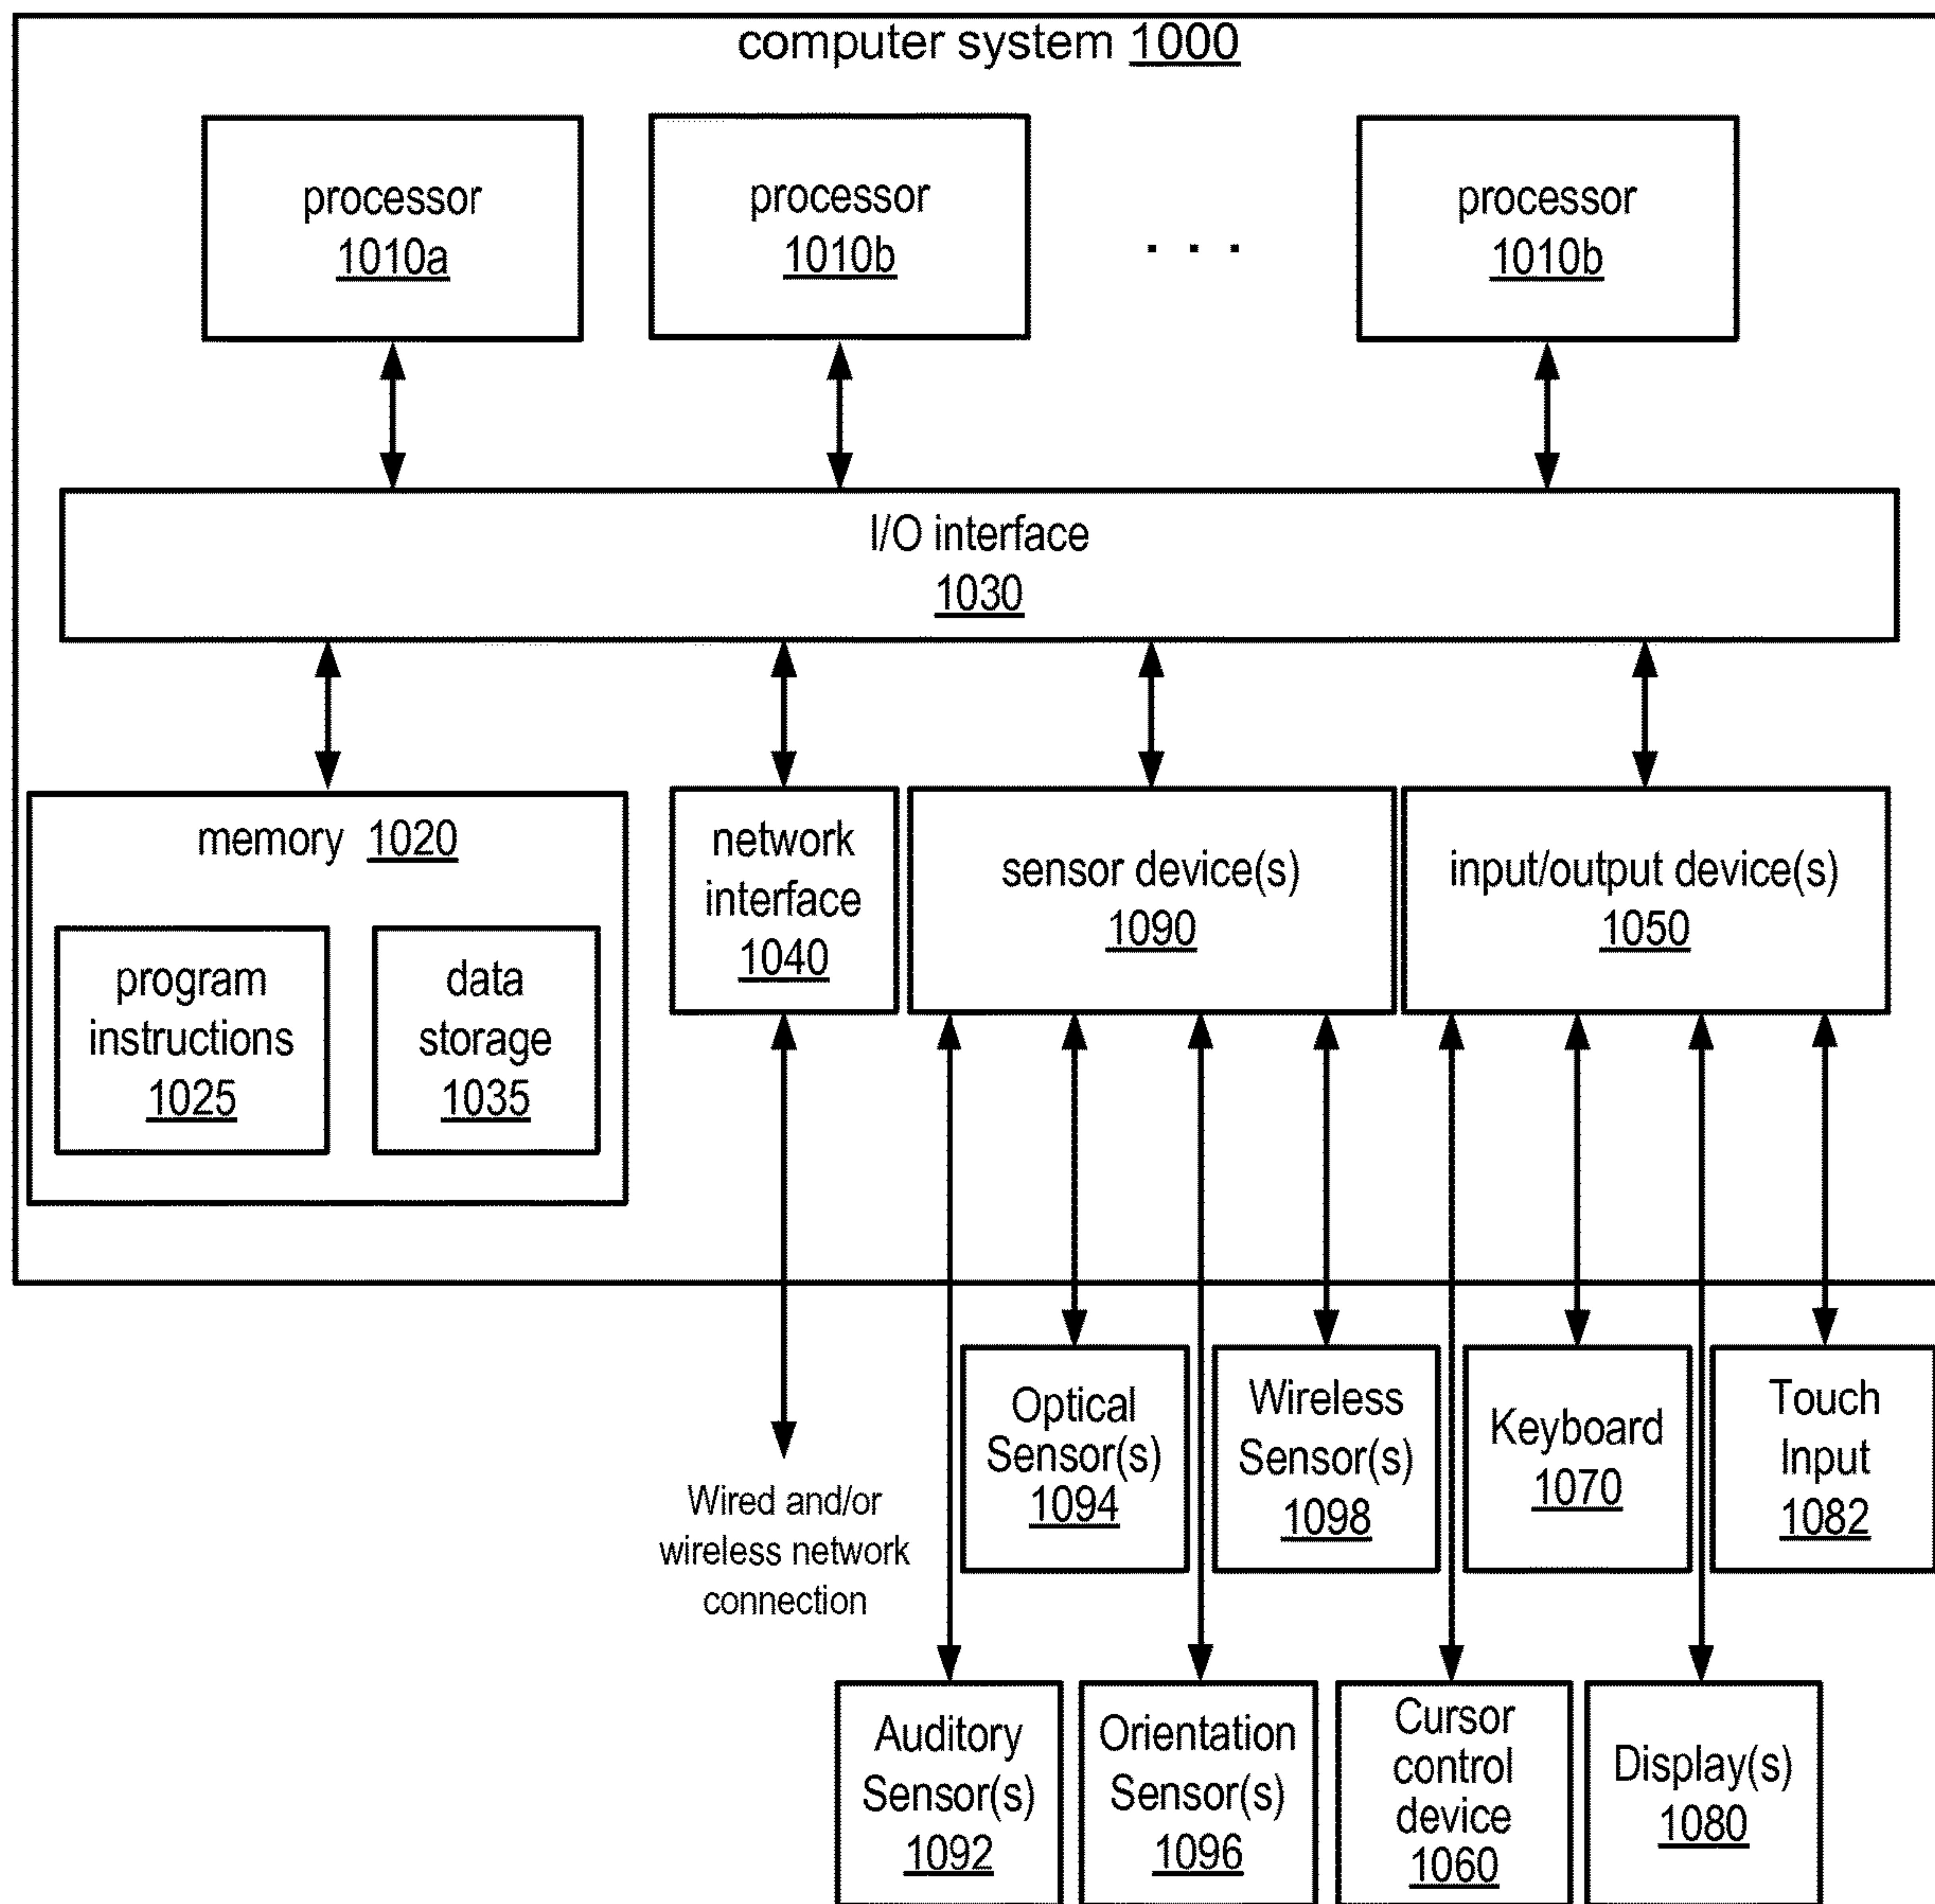 computer system 1000
processor
1010a
processor
1010b
. . .
processor
1010b
I/O interface
1030
memory 1020
program
instructions
1025
data
storage
1035
network
interface
1040
sensor device(s)
1090
input/output device(s)
1050
Wired and/or
wireless network
connection
Optical
Sensor(s)
1094
Wireless
Sensor(s)
1098
Keyboard
1070
Touch
Input
1082
Auditory
Sensor(s)
1092
Orientation
Sensor(s)
1096
Cursor
control
device
1060
Display(s)
1080